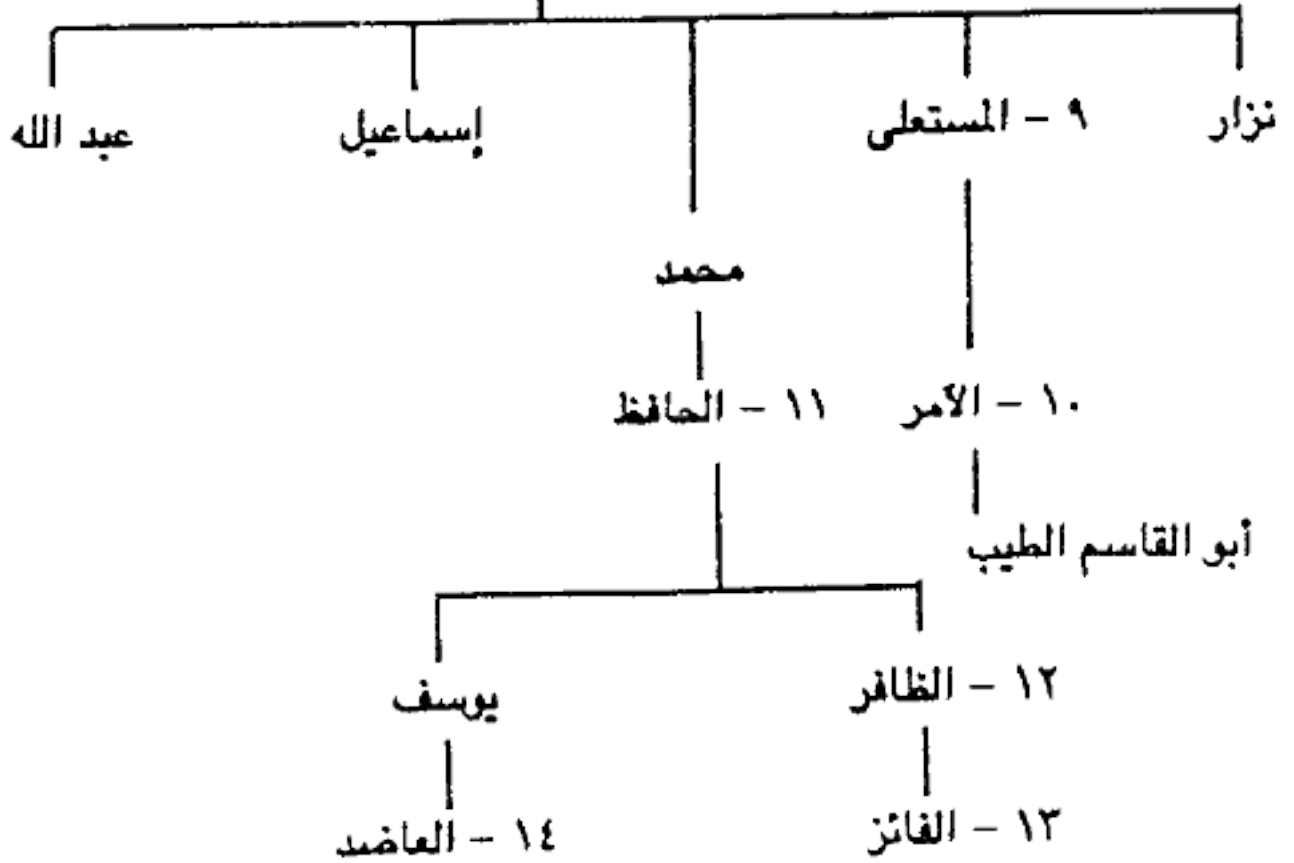 نزار
٩ - المستعلى
إسماعيل
عبد الله
محمد
١٠ - الآمر
١١ - الحافظ
أبو القاسم الطيب
١٢ - الظافر
يوسف
١٣ - الفائز
١٤ - العاضد